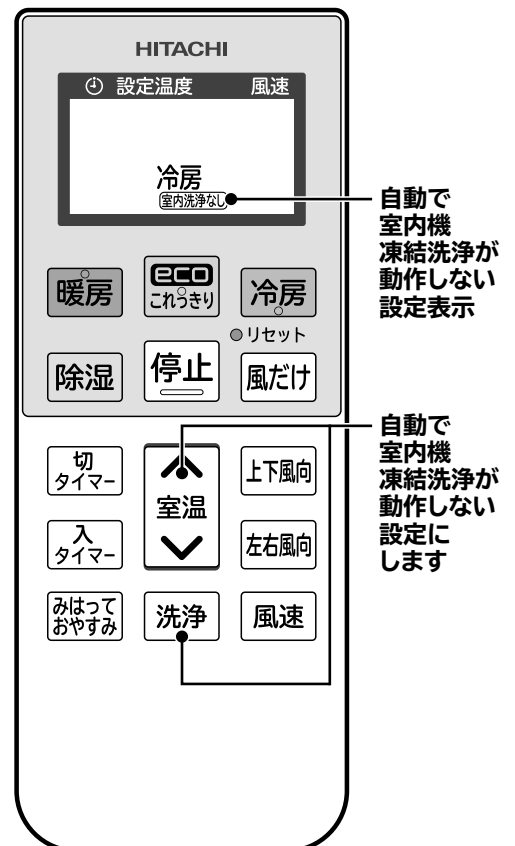 HITACHI
設定温度 風速
冷房
室内洗浄なし
自動で
室内機
凍結洗浄が
動作しない
設定表示
暖房
eco
これっきり
冷房
リセット
除湿
停止
風だけ
自動で
室内機
凍結洗浄が
動作しない
設定に
します
切
タイマー
室温
上下風向
入
タイマー
左右風向
みはって
おやすみ
洗浄
風速